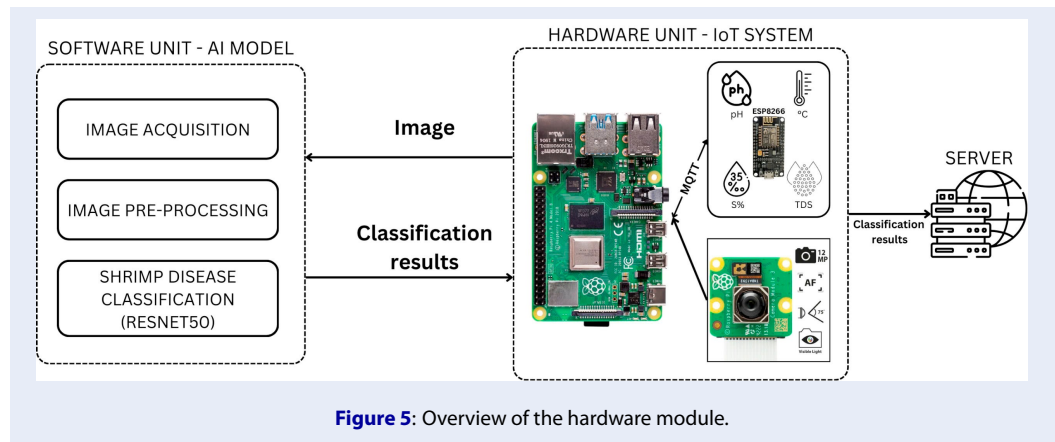 SOFTWARE UNIT - AI MODEL
IMAGE ACQUISITION
IMAGE PRE-PROCESSING
SHRIMP DISEASE
CLASSIFICATION
(RESNET50)
Image
Classification
results
HARDWARE UNIT - IoT SYSTEM
HDMI
MQTT
ph
pH
°C
ESP8266
35
S%
TDS
12
MP
AF
75°
Visible Light
Classification
results
SERVER
Figure 5: Overview of the hardware module.